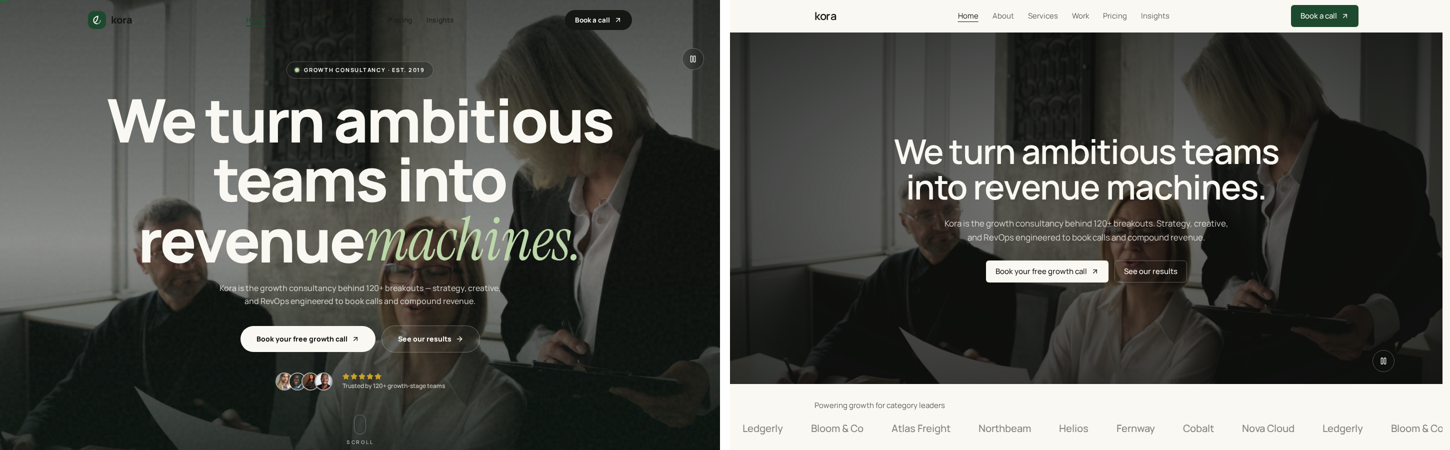 kora
Home
Pricing
Insights
Book a call
GROWTH CONSULTANCY · EST. 2019
We turn ambitious
teams into
revenue machines.
Kora is the growth consultancy behind 120+ breakouts — strategy, creative,
and RevOps engineered to book calls and compound revenue.
Book your free growth call
See our results
Trusted by 120+ growth-stage teams
SCROLL
kora
Home
About
Services
Work
Pricing
Insights
Book a call
We turn ambitious teams
into revenue machines.
Kora is the growth consultancy behind 120+ breakouts. Strategy, creative,
and RevOps engineered to book calls and compound revenue.
Book your free growth call
See our results
Powering growth for category leaders
Ledgerly
Bloom & Co
Atlas Freight
Northbeam
Helios
Fernway
Cobalt
Nova Cloud
Ledgerly
Bloom & Co